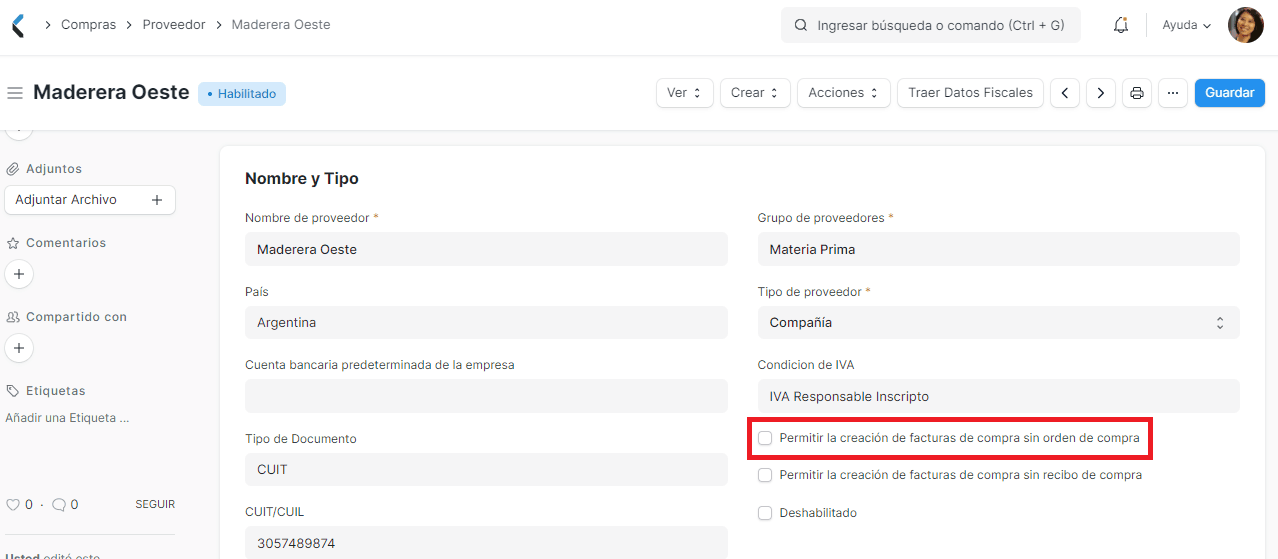 Compras
Proveedor
Maderera Oeste
Ingresar búsqueda o comando (Ctrl + G)
Ayuda
Maderera Oeste
Habilitado
Ver
Crear
Acciones
Traer Datos Fiscales
Guardar
Adjuntos
Adjuntar Archivo
Comentarios
Compartido con
Etiquetas
Añadir una Etiqueta ...
0 · 0 SEGUIR
Usted editó esto
Nombre y Tipo
Nombre de proveedor *
Maderera Oeste
País
Argentina
Cuenta bancaria predeterminada de la empresa
Tipo de Documento
CUIT
CUIT/CUIL
3057489874
Grupo de proveedores *
Materia Prima
Tipo de proveedor *
Compañía
Condicion de IVA
IVA Responsable Inscripto
Permitir la creación de facturas de compra sin orden de compra
Permitir la creación de facturas de compra sin recibo de compra
Deshabilitado